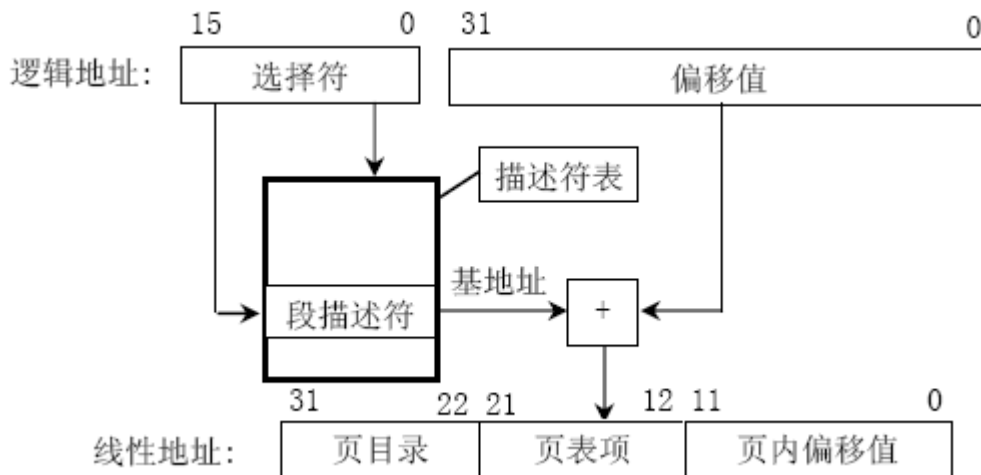 15 0 31 0
逻辑地址: 选择符 偏移值
描述符表
基地址
段描述符 +
31 22 21 12 11 0
线性地址: 页目录 页表项 页内偏移值